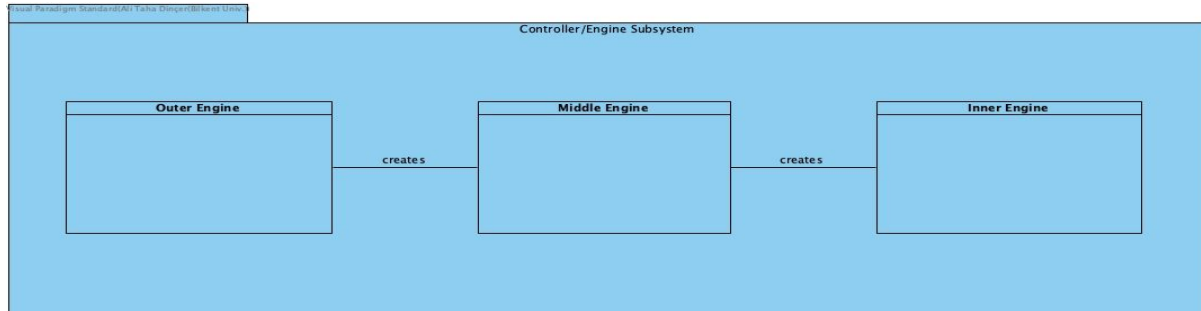 Visual Paradigm Standard(Ali Taha Dinçer(Bilkent Univ.))
Controller/Engine Subsystem
Outer Engine
Middle Engine
Inner Engine
creates
creates